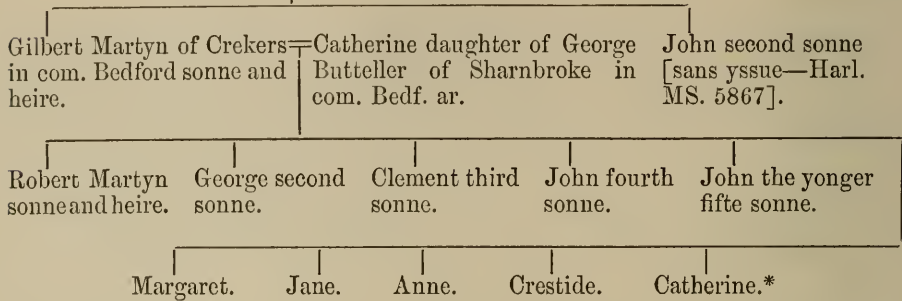 Gilbert Martyn of Crekers
in com. Bedford sonne and
heire.
Catherine daughter of George
Butteller of Sharnbroke in
com. Bedf. ar.
John second sonne
[sans yssue—Harl.
MS. 5867].
Robert Martyn
sonne and heire.
George second
sonne.
Clement third
sonne.
John fourth
sonne.
John the yonger
fifte sonne.
Margaret. Jane. Anne. Crestide. Catherine.*